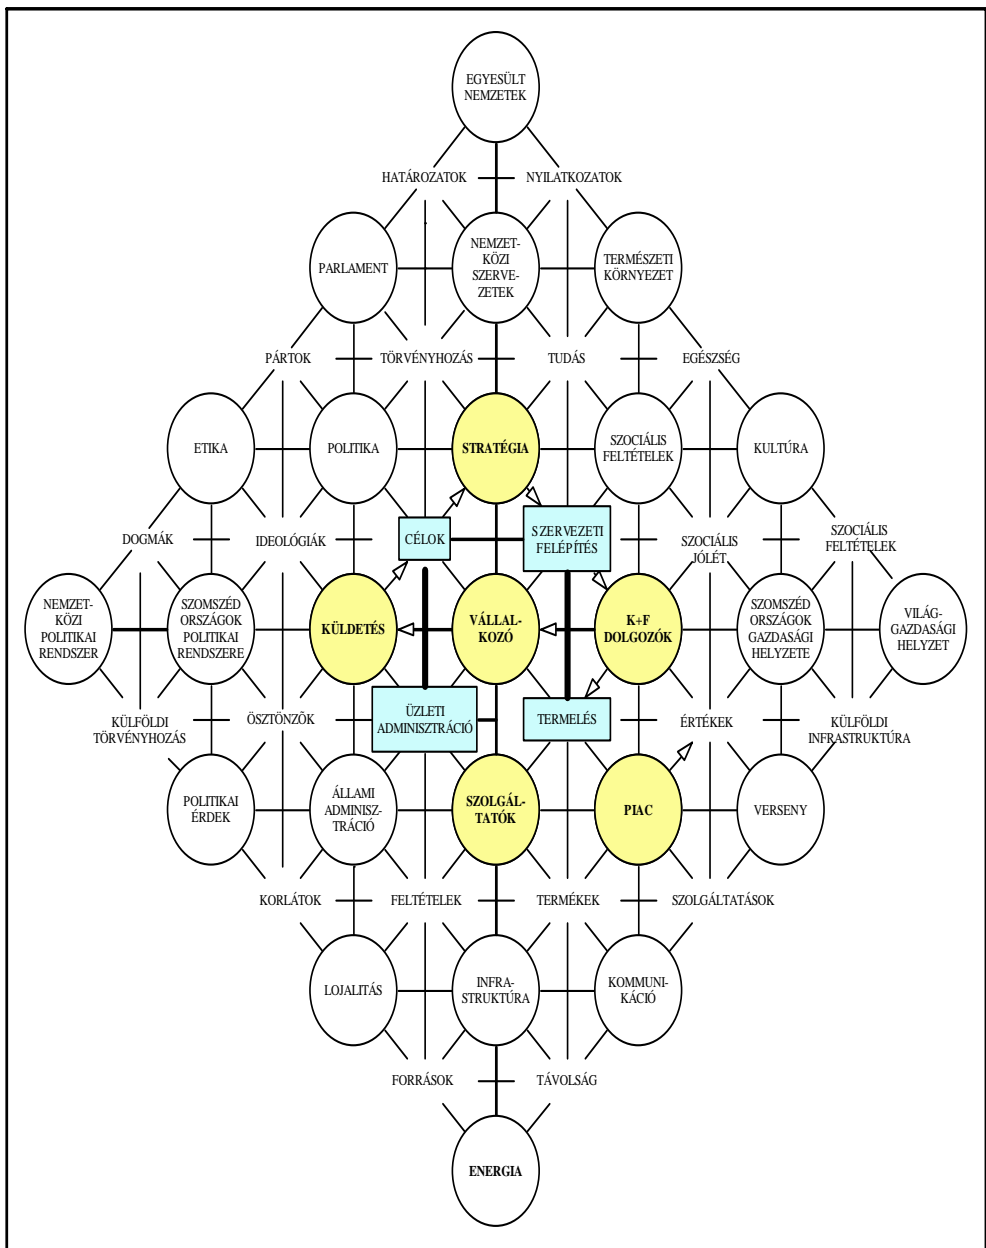 EGYESÜLT
NEMZETEK
HATÁROZATOK
NYILATKOZATOK
PARLAMENT
NEMZET-
KÖZI
SZERVE-
ZETEK
TERMÉSZETI
KÖRNYEZET
PÁRTOK
TÖRVÉNYHOZÁS
TUDÁS
EGÉSZSÉG
ETIKA
POLITIKA
STRATÉGIA
SZOCIÁLIS
FELTÉTELEK
KULTÚRA
DOGMÁK
IDEOLÓGIÁK
CÉLOK
SZERVEZETI
FELÉPÍTÉS
SZOCIÁLIS
JÓLÉT
SZOCIÁLIS
FELTÉTELEK
NEMZET-
KÖZI
POLITIKAI
RENDSZER
SZOMSZÉD
ORSZÁGOK
POLITIKAI
RENDSZERE
KÜLDETÉS
VÁLLAL-
KOZÓ
K+F
DOLGOZÓK
SZOMSZÉD
ORSZÁGOK
GAZDASÁGI
HELYZETE
VILÁG-
GAZDASÁGI
HELYZET
KÜLFÖLDI
TÖRVÉNYHOZÁS
ÖSZTÖNZÕK
ÜZLETI
ADMINISZTRÁCIÓ
TERMELÉS
ÉRTÉKEK
KÜLFÖLDI
INFRASTRUKTÚRA
POLITIKAI
ÉRDEK
ÁLLAMI
ADMINISZ-
TRÁCIÓ
SZOLGÁL-
TATÓK
PIAC
VERSENY
KORLÁTOK
FELTÉTELEK
TERMÉKEK
SZOLGÁLTATÁSOK
LOJALITÁS
INFRA-
STRUKTÚRA
KOMMUNI-
KÁCIÓ
FORRÁSOK
TÁVOLSÁG
ENERGIA